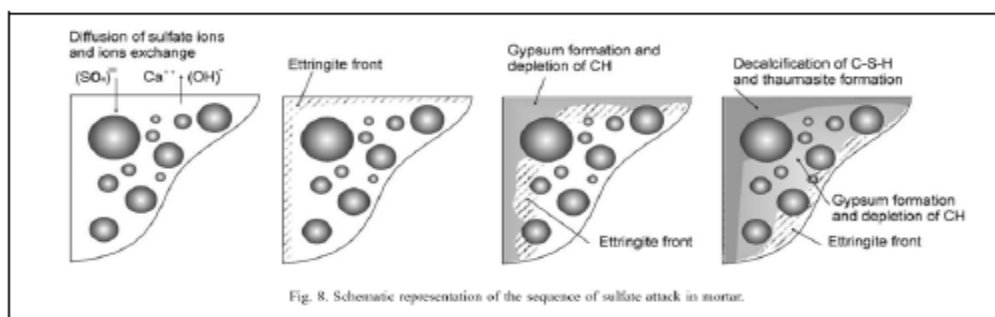 Diffusion of sulfate ions
and ions exchange
(SO₄)⁼ Ca⁺⁺ (OH)⁻
Ettringite front
Gypsum formation and
depletion of CH
Ettringite front
Decalcification of C-S-H
and thaumasite formation
Gypsum formation
and depletion of CH
Ettringite front
Fig. 8. Schematic representation of the sequence of sulfate attack in mortar.